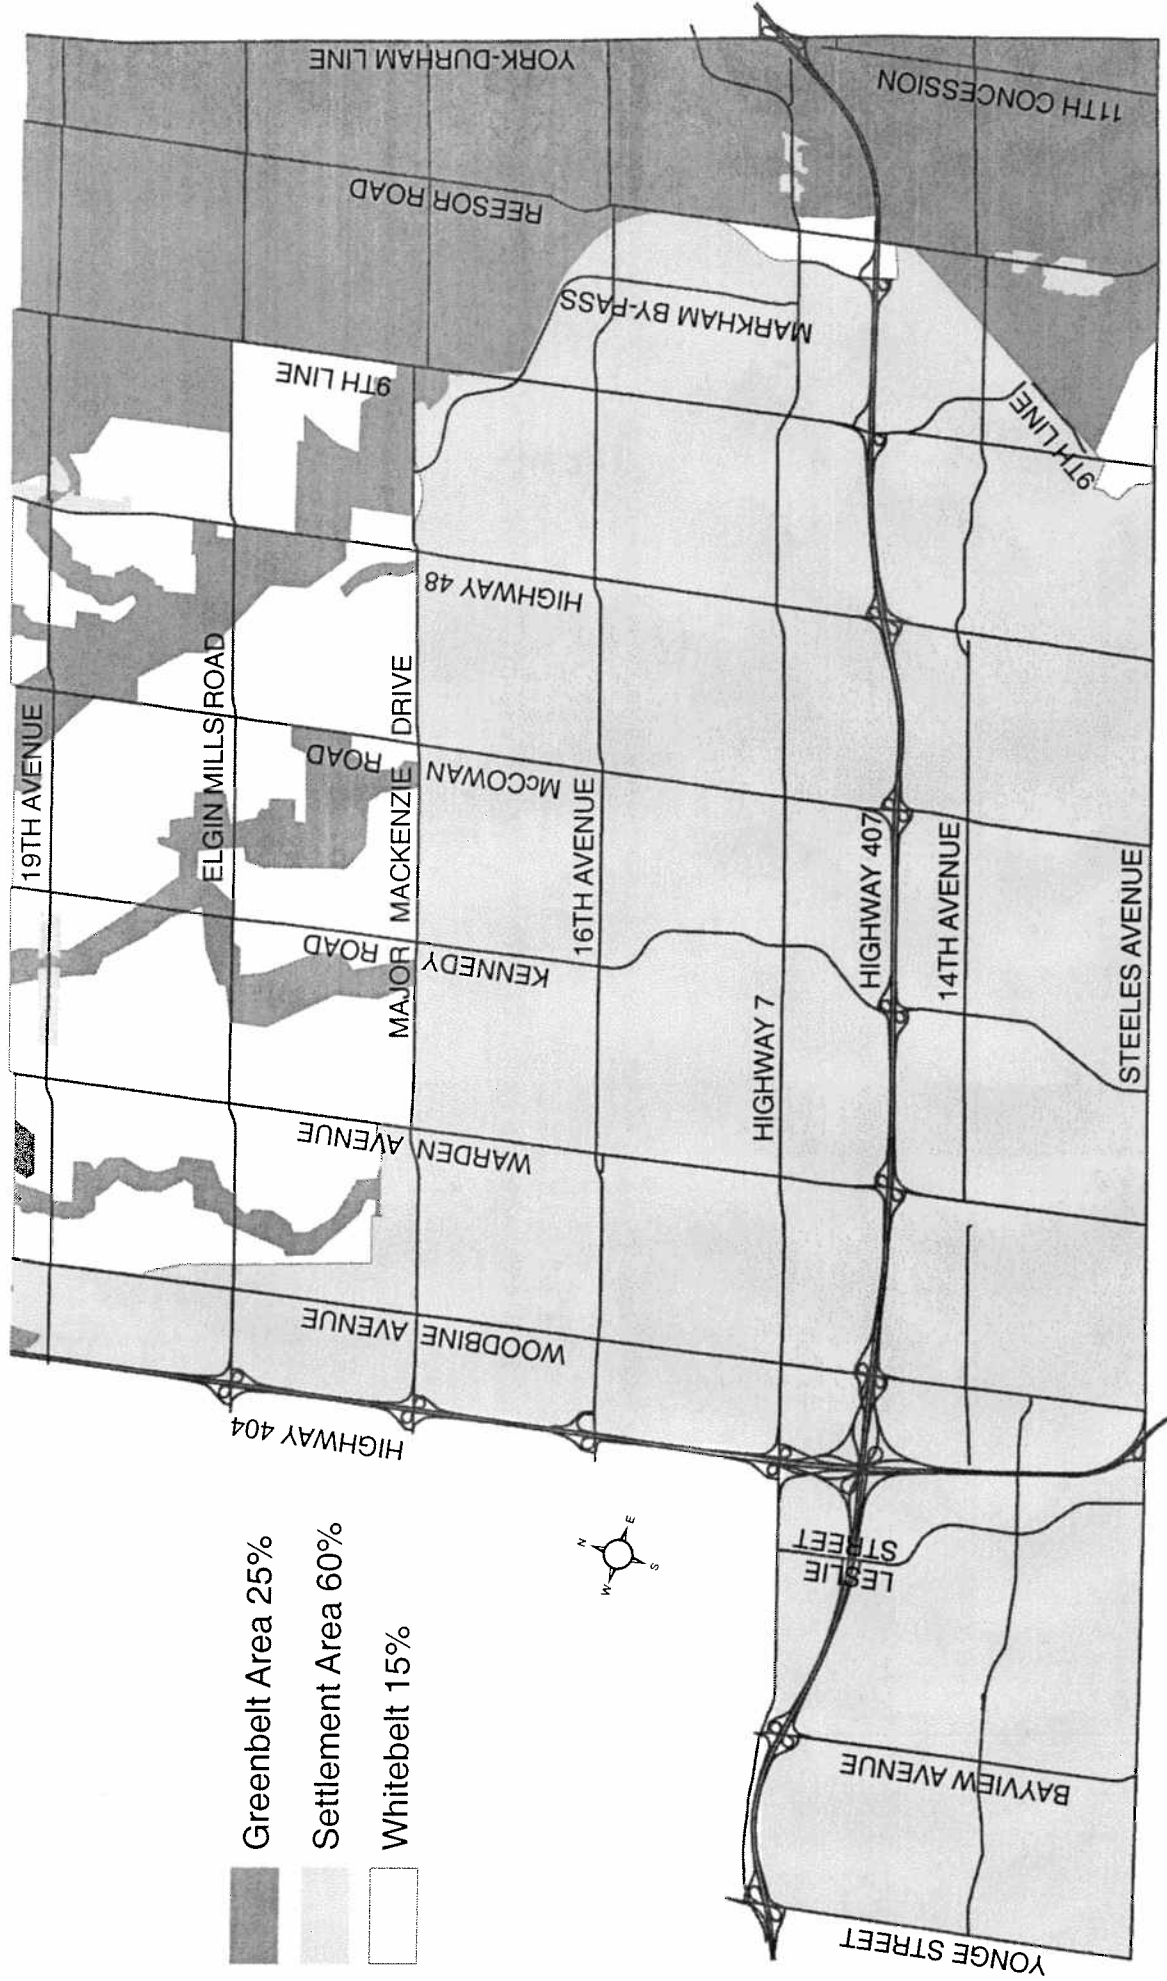 Greenbelt Area 25%
Settlement Area 60%
Whitebelt 15%
N
E
S
W
19TH AVENUE
ELGIN MILLS ROAD
MAJOR MACKENZIE DRIVE
16TH AVENUE
HIGHWAY 7
HIGHWAY 407
14TH AVENUE
STEELES AVENUE
YONGE STREET
BAYVIEW AVENUE
LESLIE
STREET
HIGHWAY 404
WOODBINE AVENUE
WARDEN AVENUE
KENNEDY ROAD
McCOWAN ROAD
HIGHWAY 48
9TH LINE
9TH LINE
MARKHAM BY-PASS
REESOR ROAD
11TH CONCESSION
YORK-DURHAM LINE